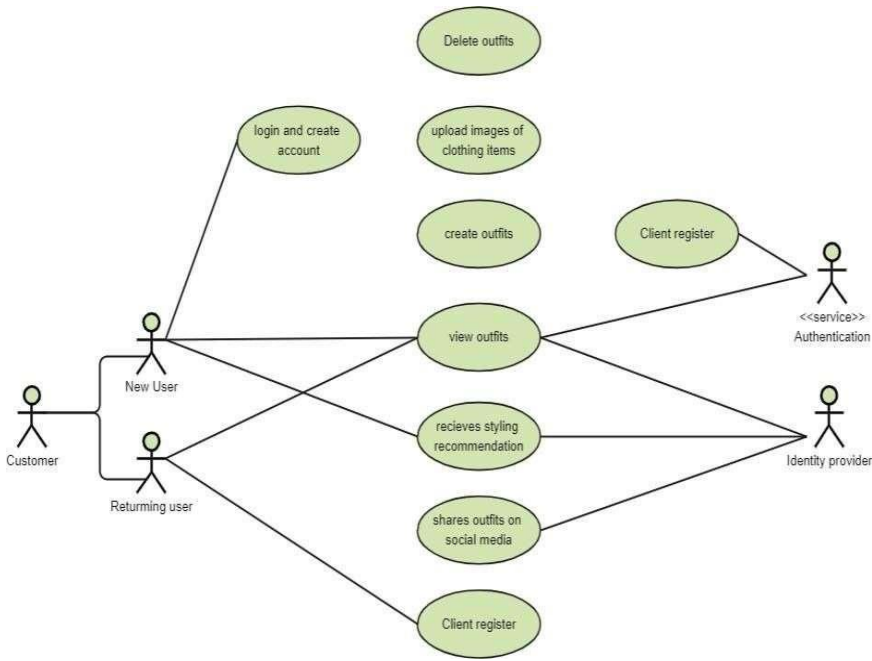 Delete outfits
login and create
account
upload images of
clothing items
create outfits
Client register
<<service>>
Authentication
view outfits
New User
Customer
recieves styling
recommendation
Identity provider
Returming user
shares outfits on
social media
Client register